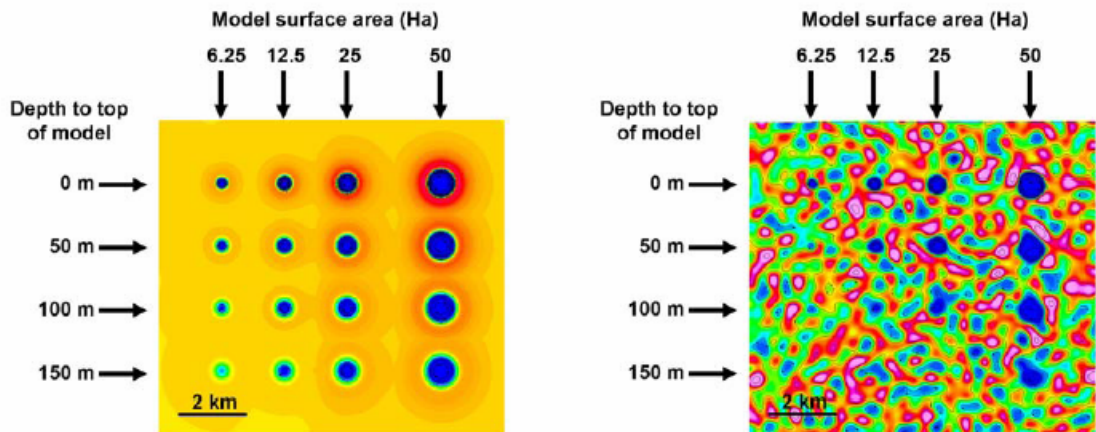 Model surface area (Ha)
6.25 12.5 25 50
Depth to top
of model
0 m
50 m
100 m
150 m
2 km
Model surface area (Ha)
6.25 12.5 25 50
Depth to top
of model
0 m
50 m
100 m
150 m
2 km